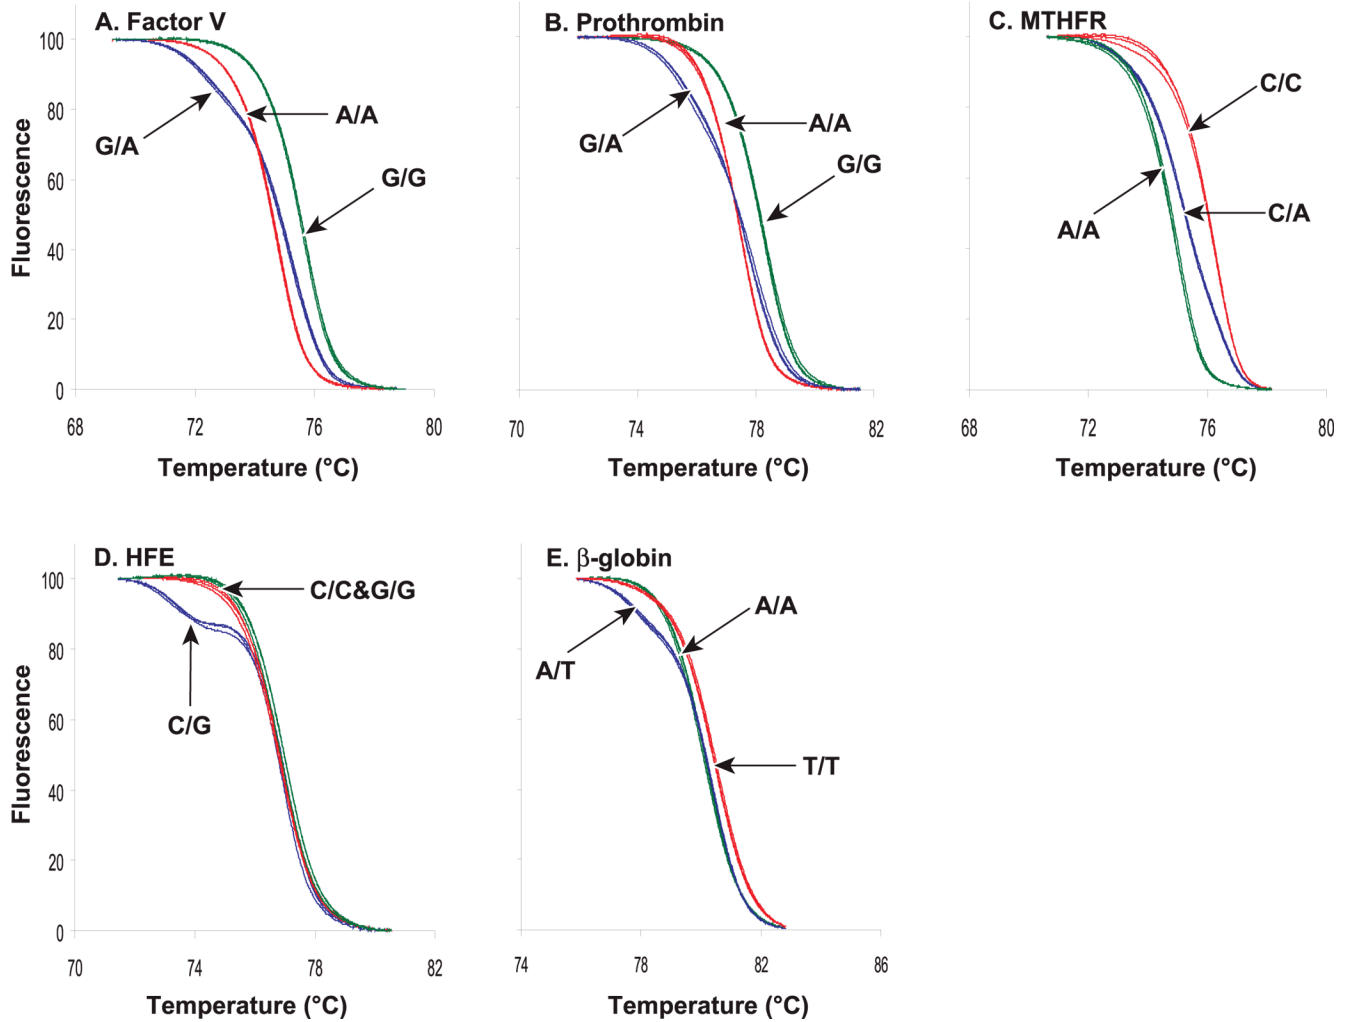 A. Factor V
100
80
60
40
20
0
Fluorescence
G/A
A/A
G/G
68
72
76
80
Temperature (°C)
B. Prothrombin
G/A
A/A
G/G
70
74
78
82
Temperature (°C)
C. MTHFR
C/C
C/A
A/A
68
72
76
80
Temperature (°C)
D. HFE
100
80
60
40
20
0
Fluorescence
C/C&G/G
C/G
70
74
78
82
Temperature (°C)
E. β-globin
A/A
A/T
T/T
74
78
82
86
Temperature (°C)